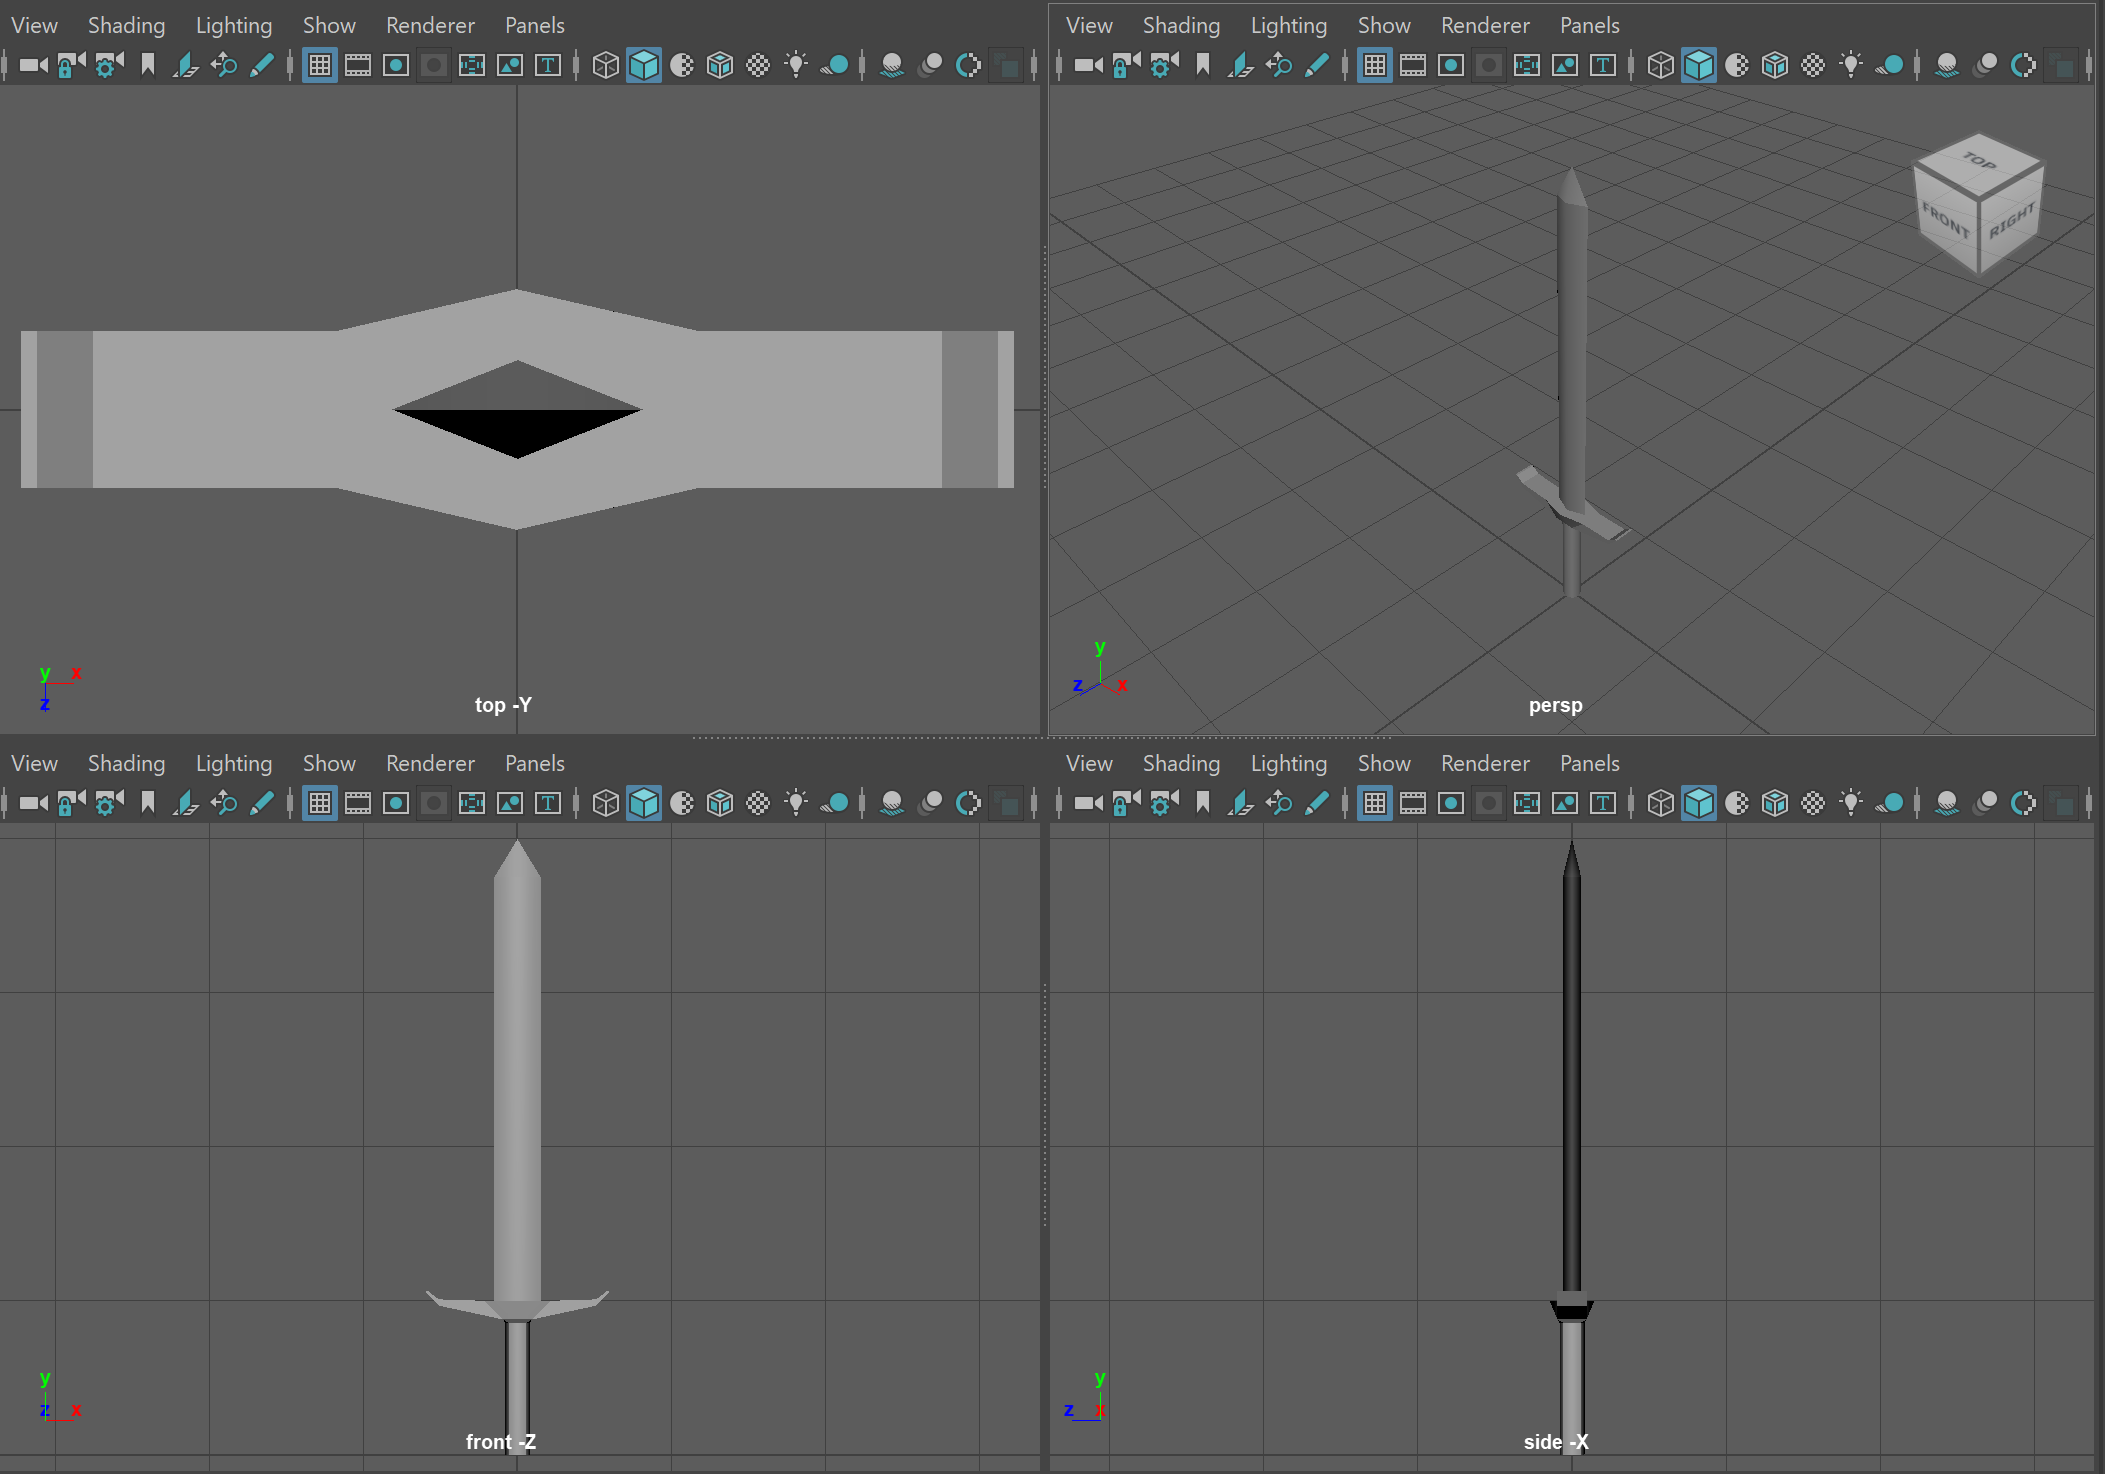 View Shading Lighting Show Renderer Panels
T
y x
z
top -Y
View Shading Lighting Show Renderer Panels
T
TOP
FRONT RIGHT
y
z x
persp
View Shading Lighting Show Renderer Panels
T
y
z x
front -Z
View Shading Lighting Show Renderer Panels
T
y
z x
side -X